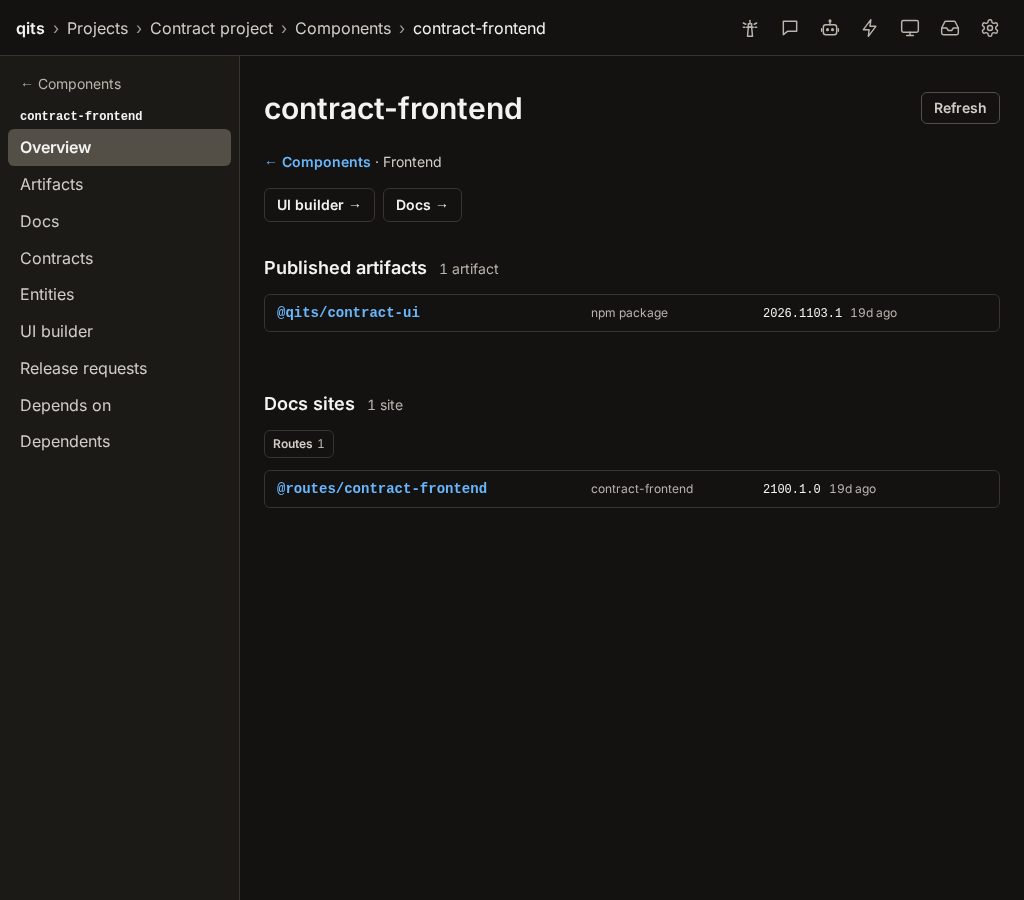 qits › Projects › Contract project › Components › contract-frontend
← Components
contract-frontend
Overview
Artifacts
Docs
Contracts
Entities
UI builder
Release requests
Depends on
Dependents
contract-frontend
Refresh
← Components · Frontend
UI builder → Docs →
Published artifacts 1 artifact
@qits/contract-ui npm package 2026.1103.1 19d ago
Docs sites 1 site
Routes 1
@routes/contract-frontend contract-frontend 2100.1.0 19d ago